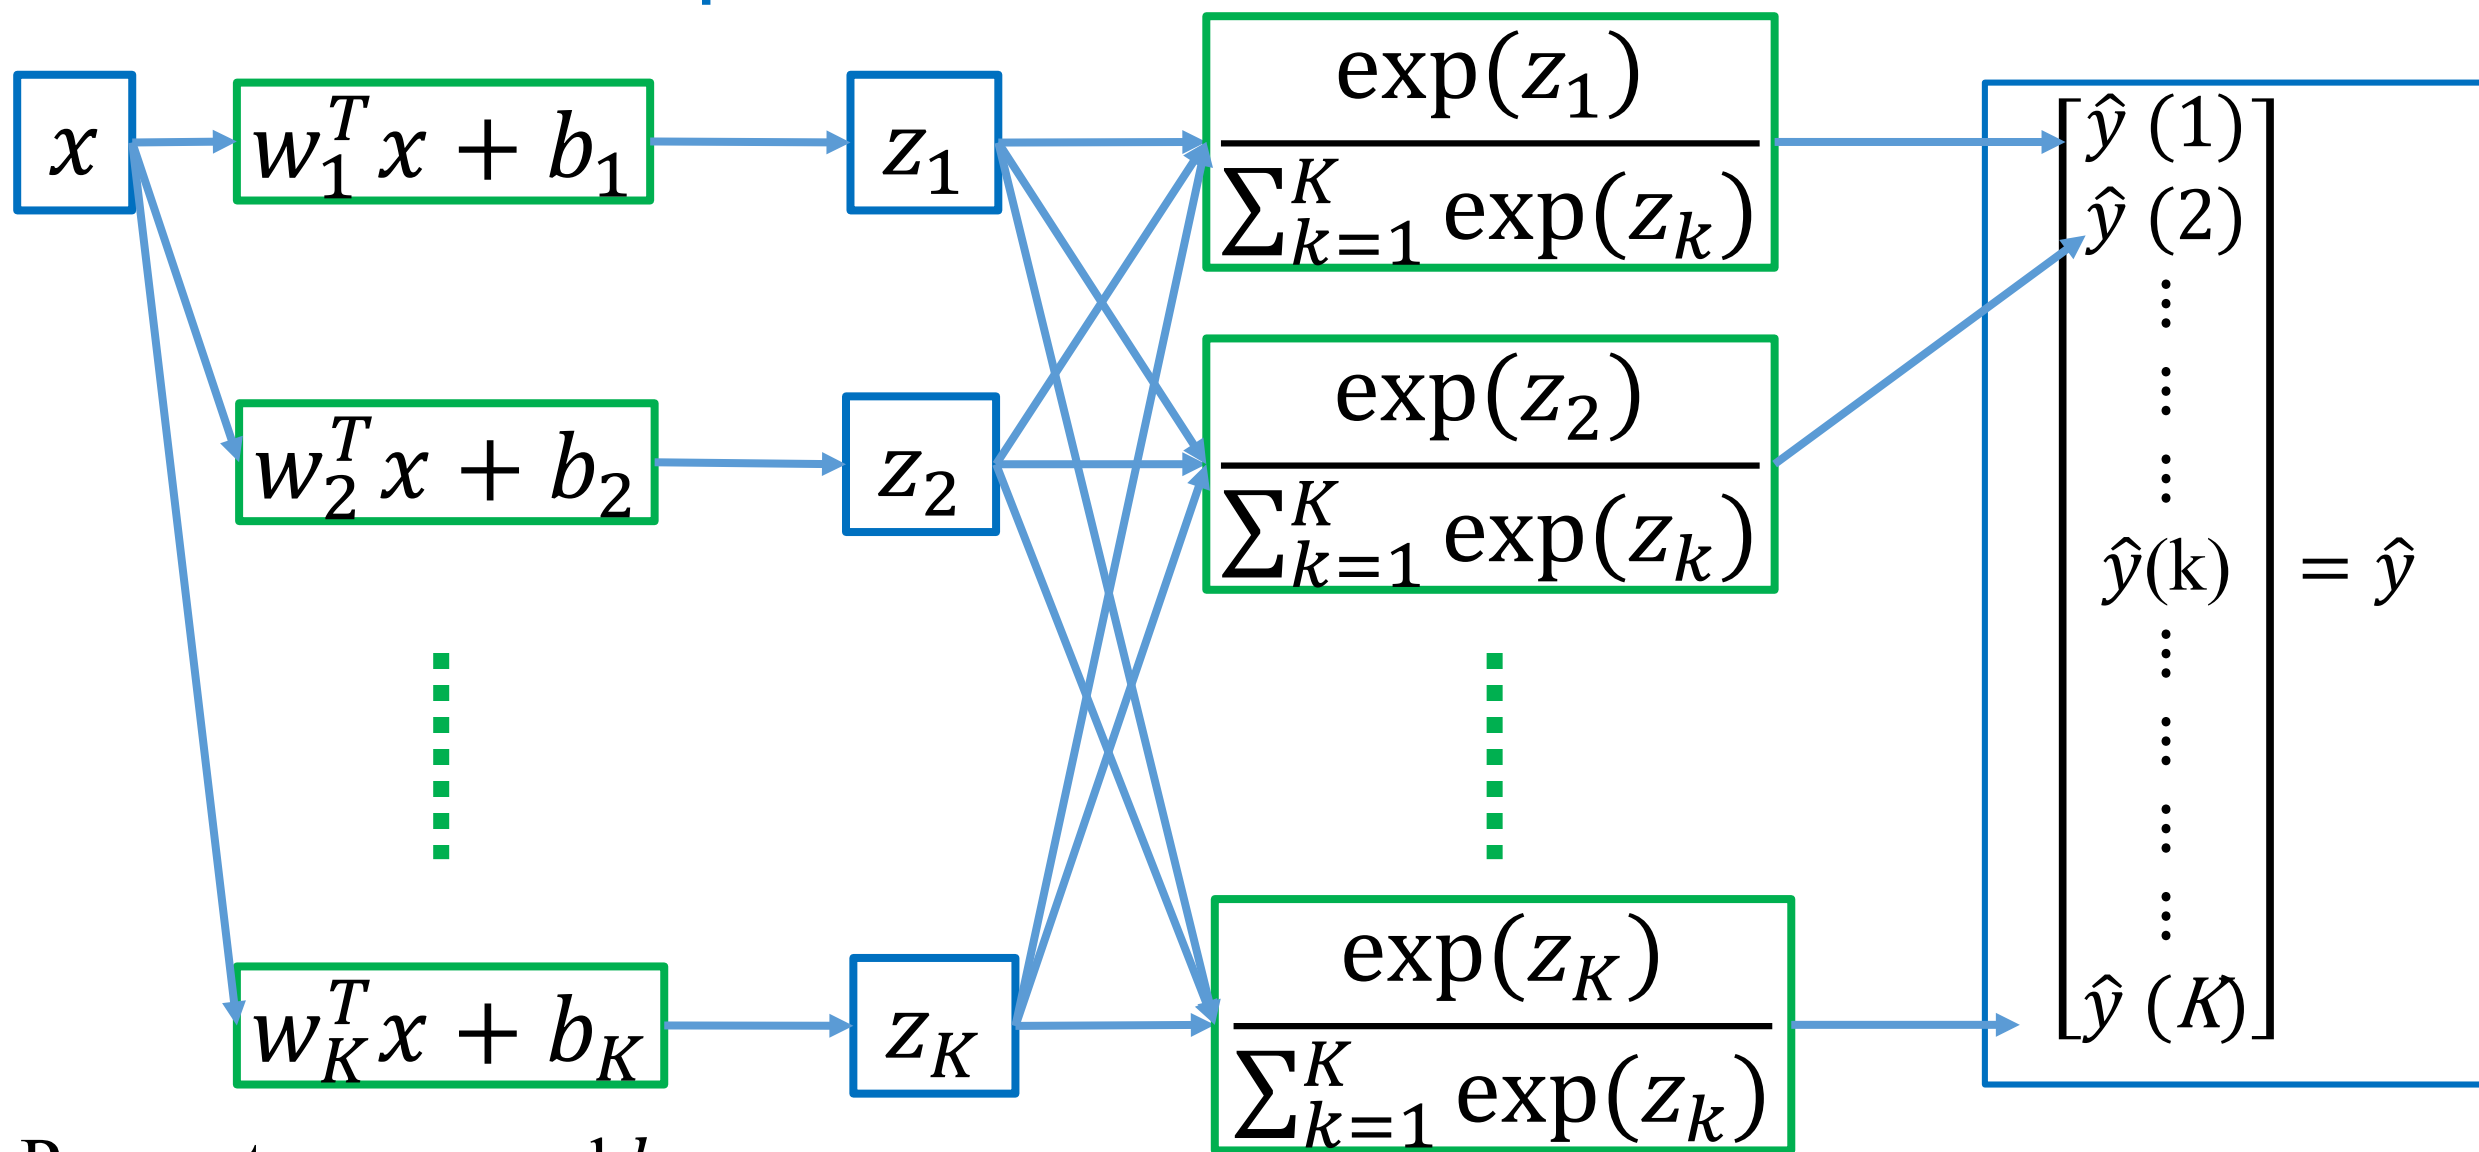 x
w_1^T x + b_1
z_1
exp(z_1)
∑_{k=1}^K exp(z_k)
ŷ (1)
ŷ (2)
⋮
⋮
⋮
w_2^T x + b_2
z_2
exp(z_2)
∑_{k=1}^K exp(z_k)
ŷ(k) = ŷ
⋮
⋮
⋮
⋮
w_K^T x + b_K
z_K
exp(z_K)
∑_{k=1}^K exp(z_k)
ŷ (K)